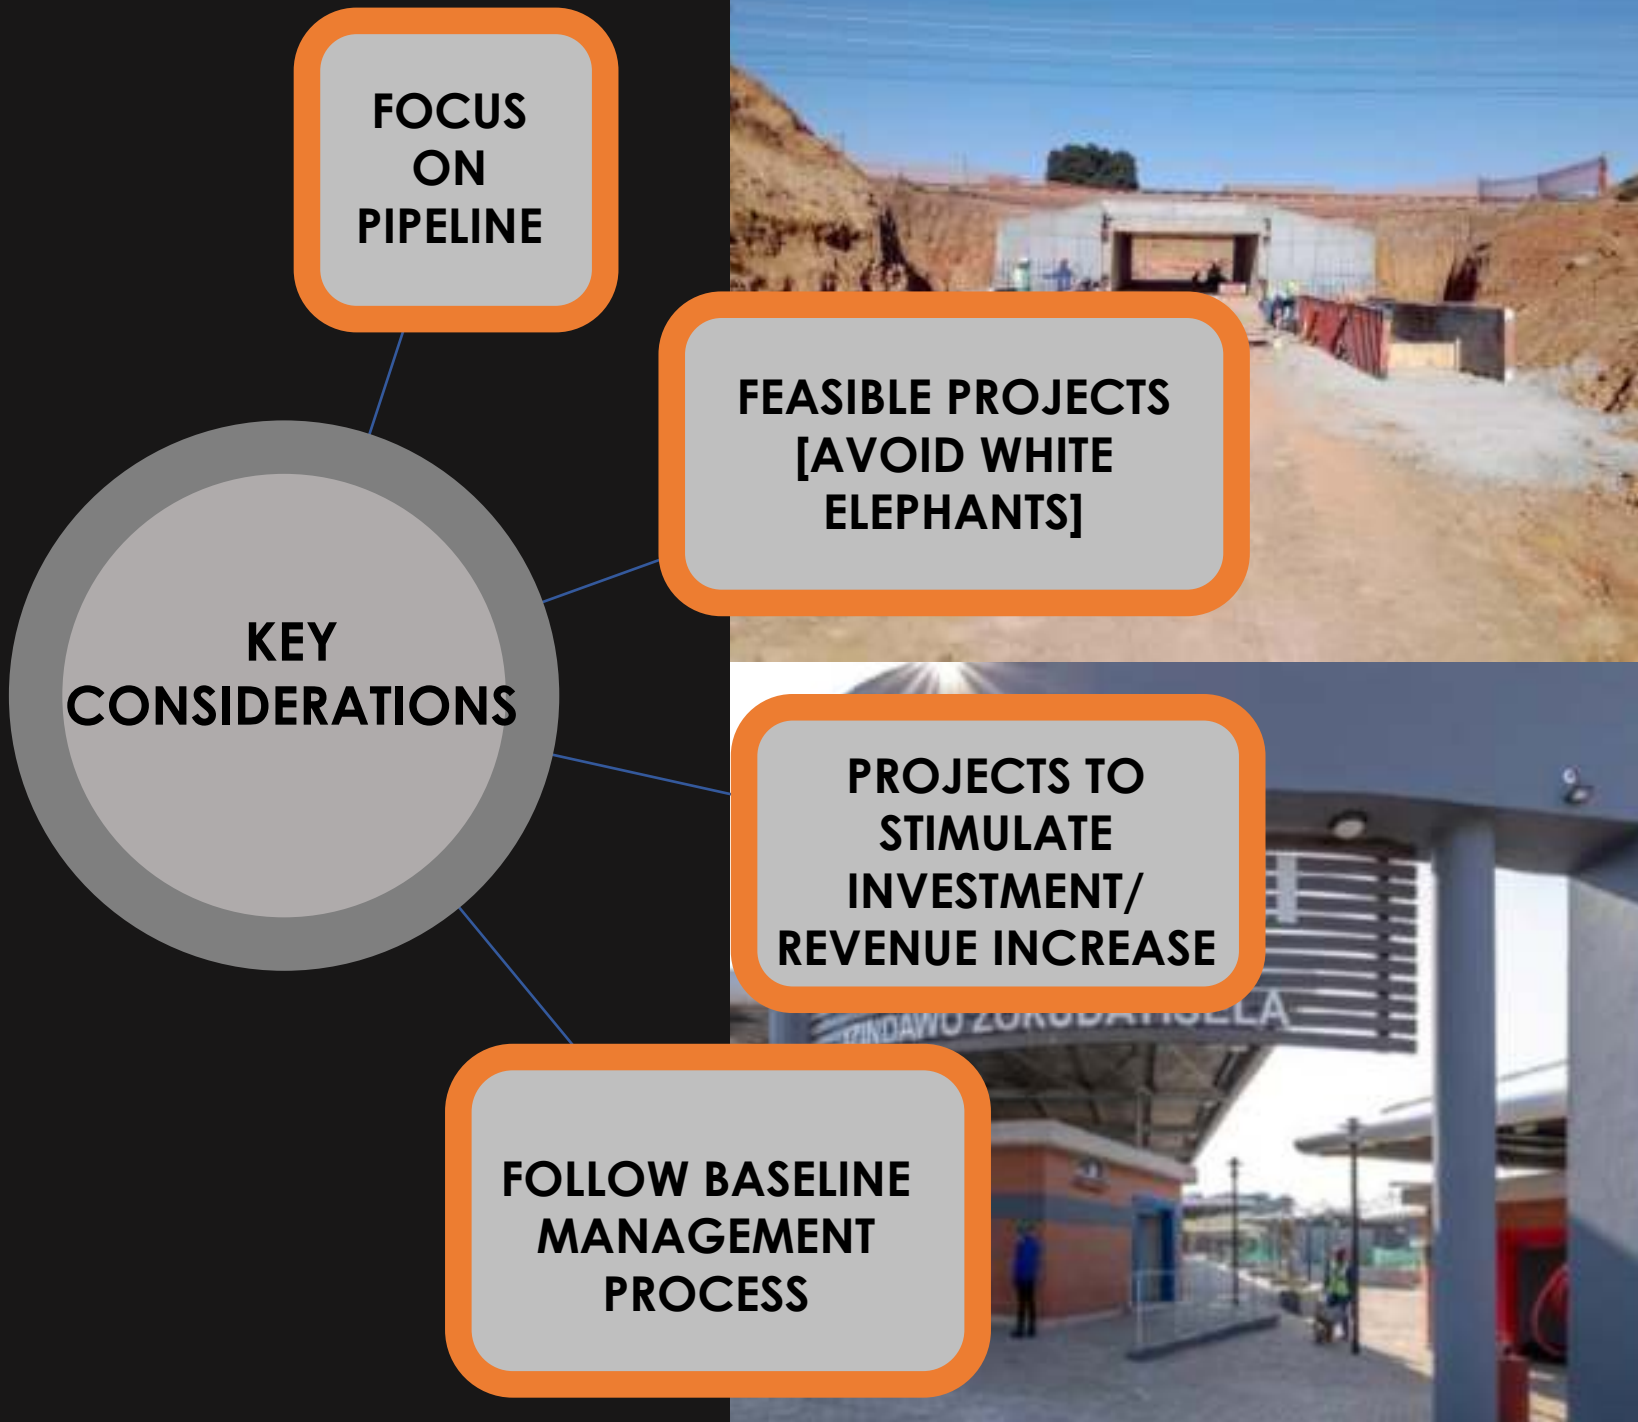 FOCUS
ON
PIPELINE
FEASIBLE PROJECTS
[AVOID WHITE
ELEPHANTS]
KEY
CONSIDERATIONS
PROJECTS TO
STIMULATE
INVESTMENT/
REVENUE INCREASE
IZINDAWO
FOLLOW BASELINE
MANAGEMENT
PROCESS